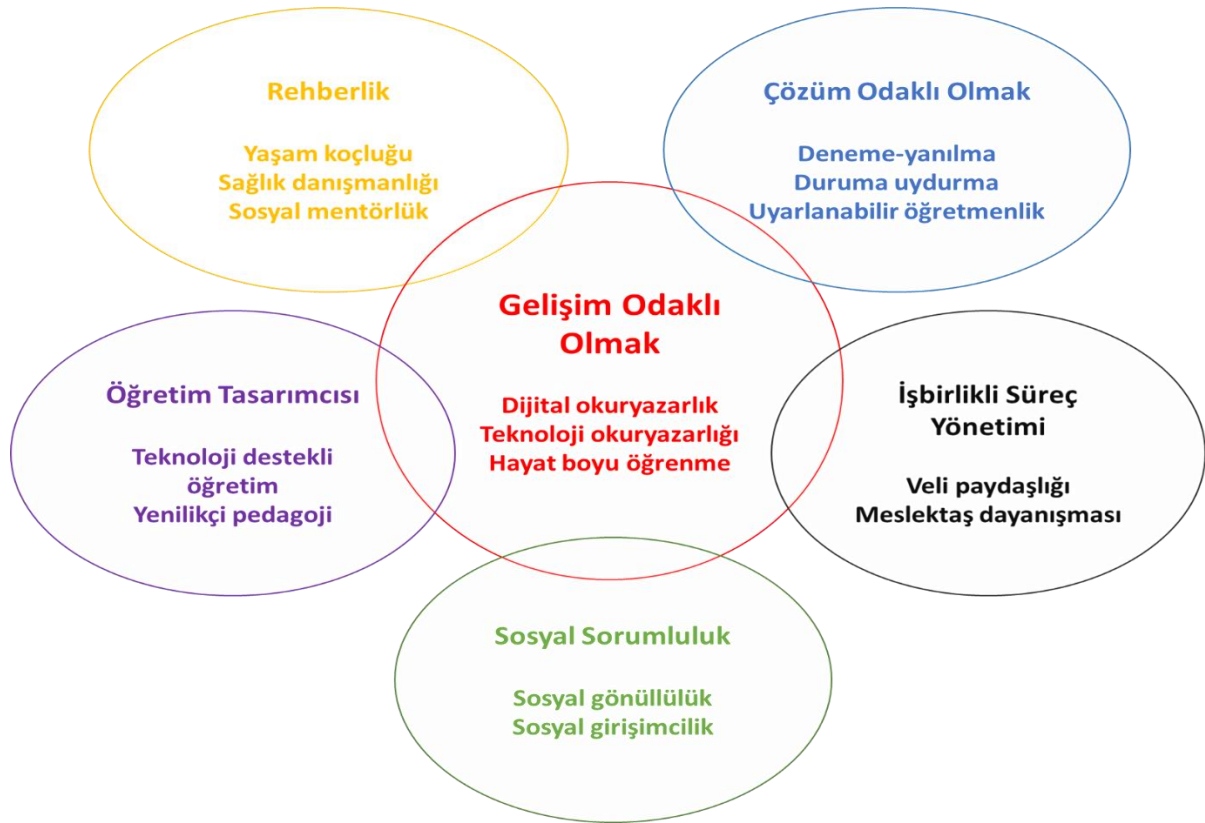 Rehberlik
Yaşam koçluğu
Sağlık danışmanlığı
Sosyal mentörlük
Çözüm Odaklı Olmak
Deneme-yanılma
Duruma uydurma
Uyarlanabilir öğretmenlik
Gelişim Odaklı
Olmak
Dijital okuryazarlık
Teknoloji okuryazarlığı
Hayat boyu öğrenme
Öğretim Tasarımcısı
Teknoloji destekli
öğretim
Yenilikçi pedagoji
İşbirlikli Süreç
Yönetimi
Veli paydaşlığı
Meslektaş dayanışması
Sosyal Sorumluluk
Sosyal gönüllülük
Sosyal girişimcilik